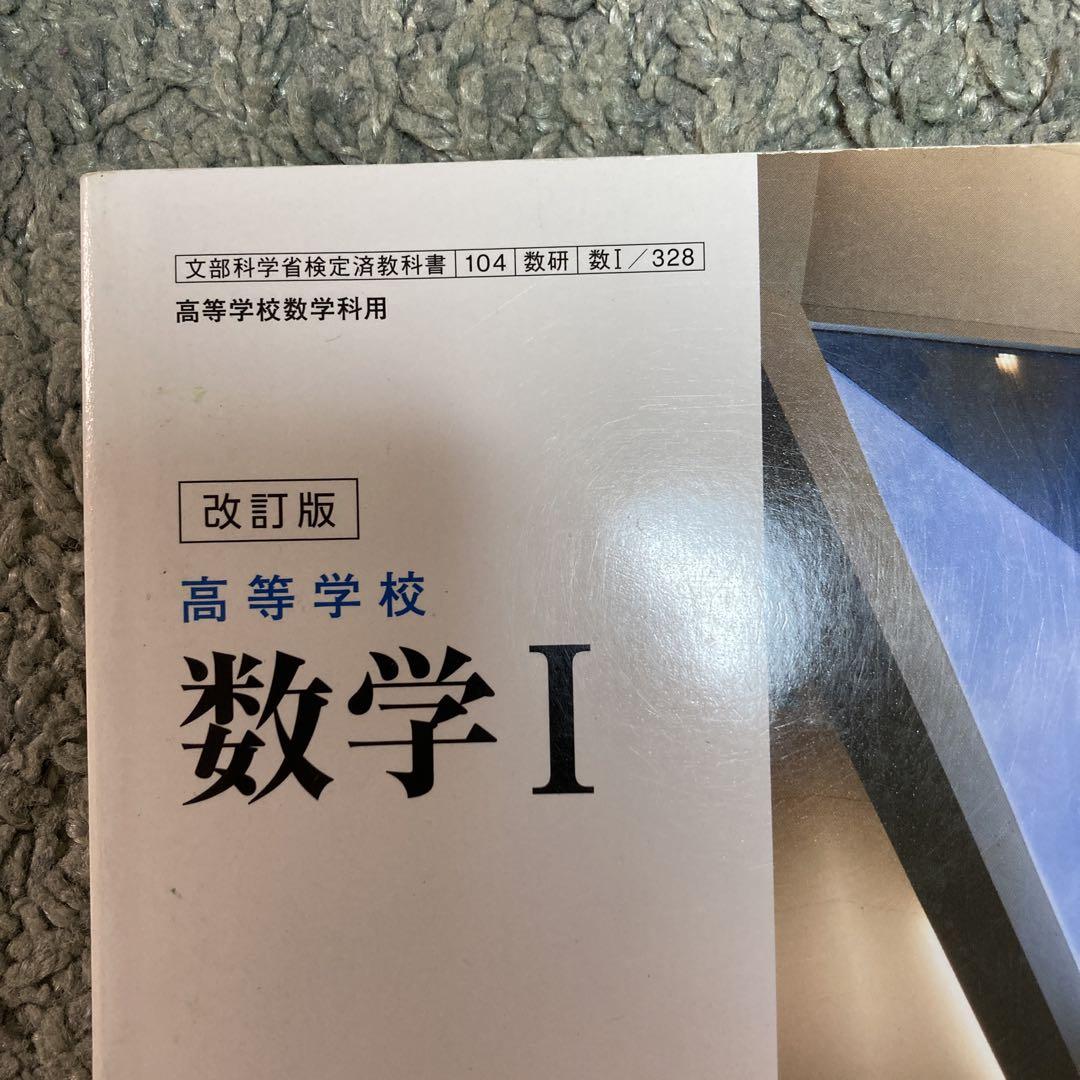 文部科学省検定済教科書 104 数研 数Ⅰ/328
高等学校数学科用
改訂版
高等学校
数学Ⅰ